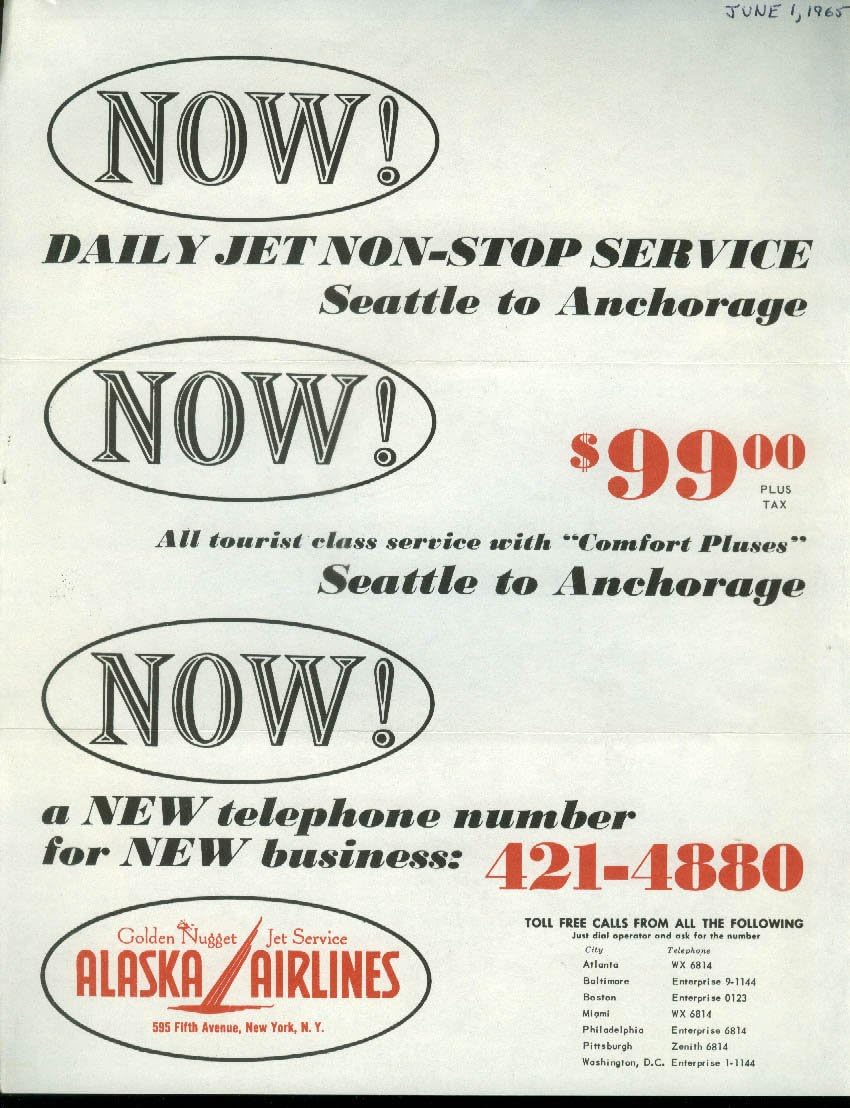 JUNE 1, 1965
NOW!
DAILY JET NON-STOP SERVICE
Seattle to Anchorage
NOW!
$99.00
PLUS
TAX
All tourist class service with "Comfort Pluses"
Seattle to Anchorage
NOW!
a NEW telephone number
for NEW business: 421-4880
Golden Nugget Jet Service
ALASKA AIRLINES
595 Fifth Avenue, New York, N. Y.
TOLL FREE CALLS FROM ALL THE FOLLOWING
Just dial operator and ask for the number
City Telephone
Atlanta WX 6814
Baltimore Enterprise 9-1144
Boston Enterprise 0123
Miami WX 6814
Philadelphia Enterprise 6814
Pittsburgh Zenith 6814
Washington, D.C. Enterprise 1-1144